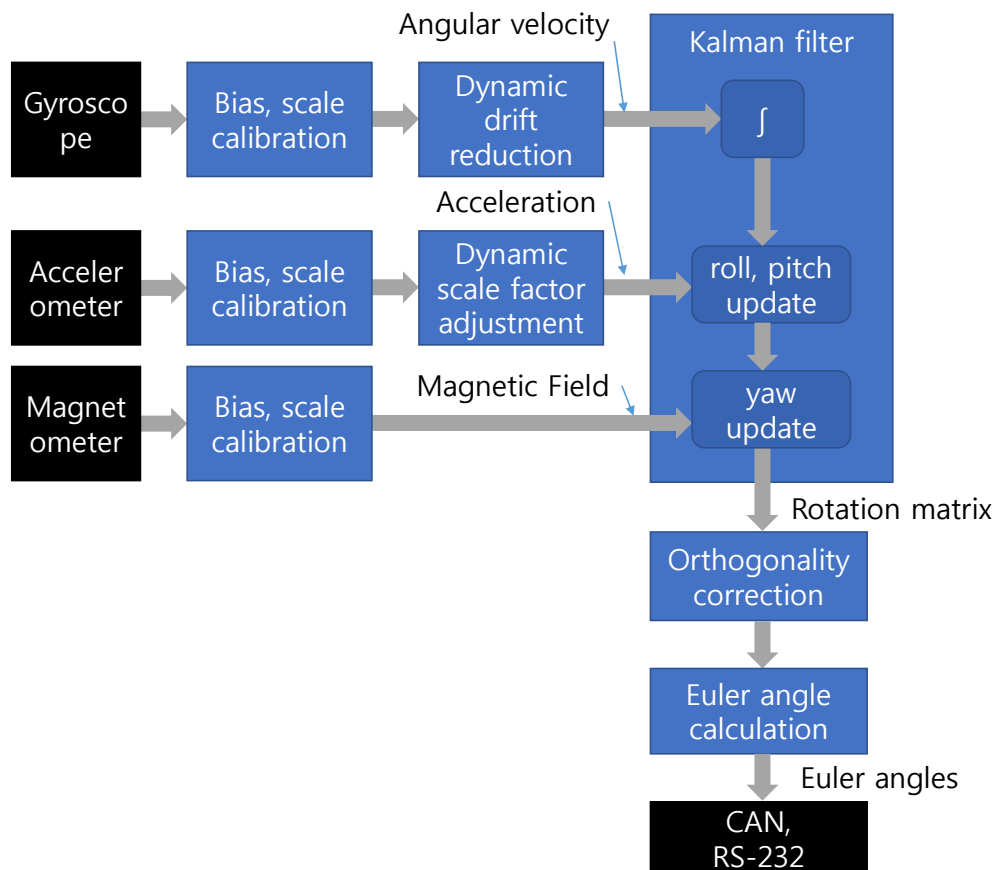 Angular velocity
Kalman filter
Gyrosco
pe
Bias, scale
calibration
Dynamic
drift
reduction
∫
Acceleration
Acceler
ometer
Bias, scale
calibration
Dynamic
scale factor
adjustment
roll, pitch
update
Magnetic Field
Magnet
ometer
Bias, scale
calibration
yaw
update
Rotation matrix
Orthogonality
correction
Euler angle
calculation
Euler angles
CAN,
RS-232